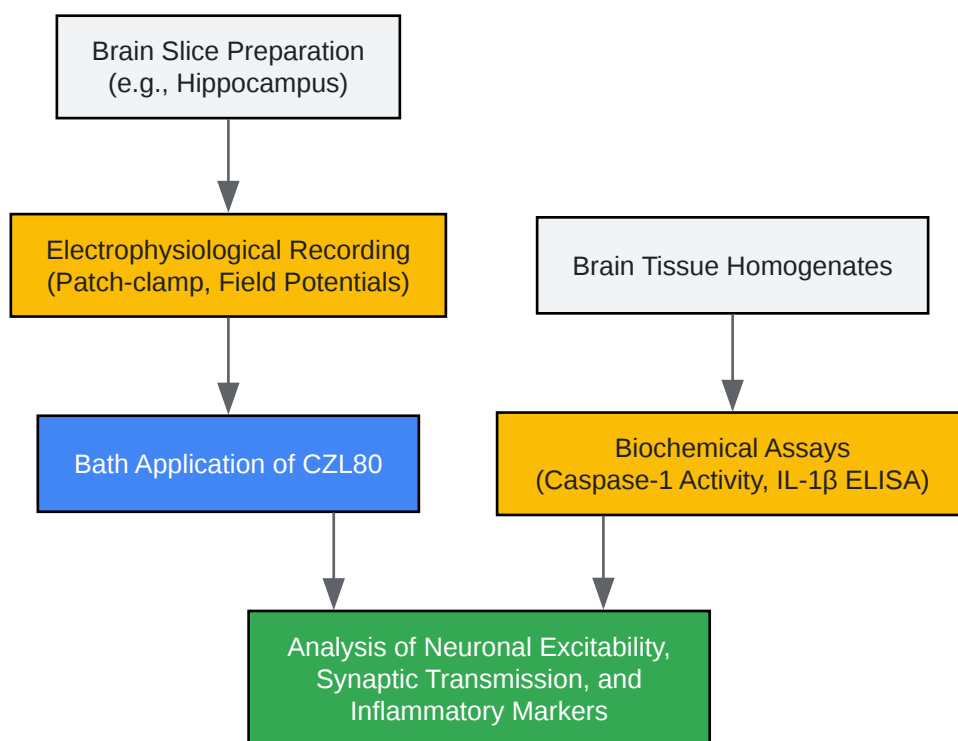 Brain Slice Preparation
(e.g., Hippocampus)
Electrophysiological Recording
(Patch-clamp, Field Potentials)
Brain Tissue Homogenates
Bath Application of CZL80
Biochemical Assays
(Caspase-1 Activity, IL-1β ELISA)
Analysis of Neuronal Excitability,
Synaptic Transmission, and
Inflammatory Markers